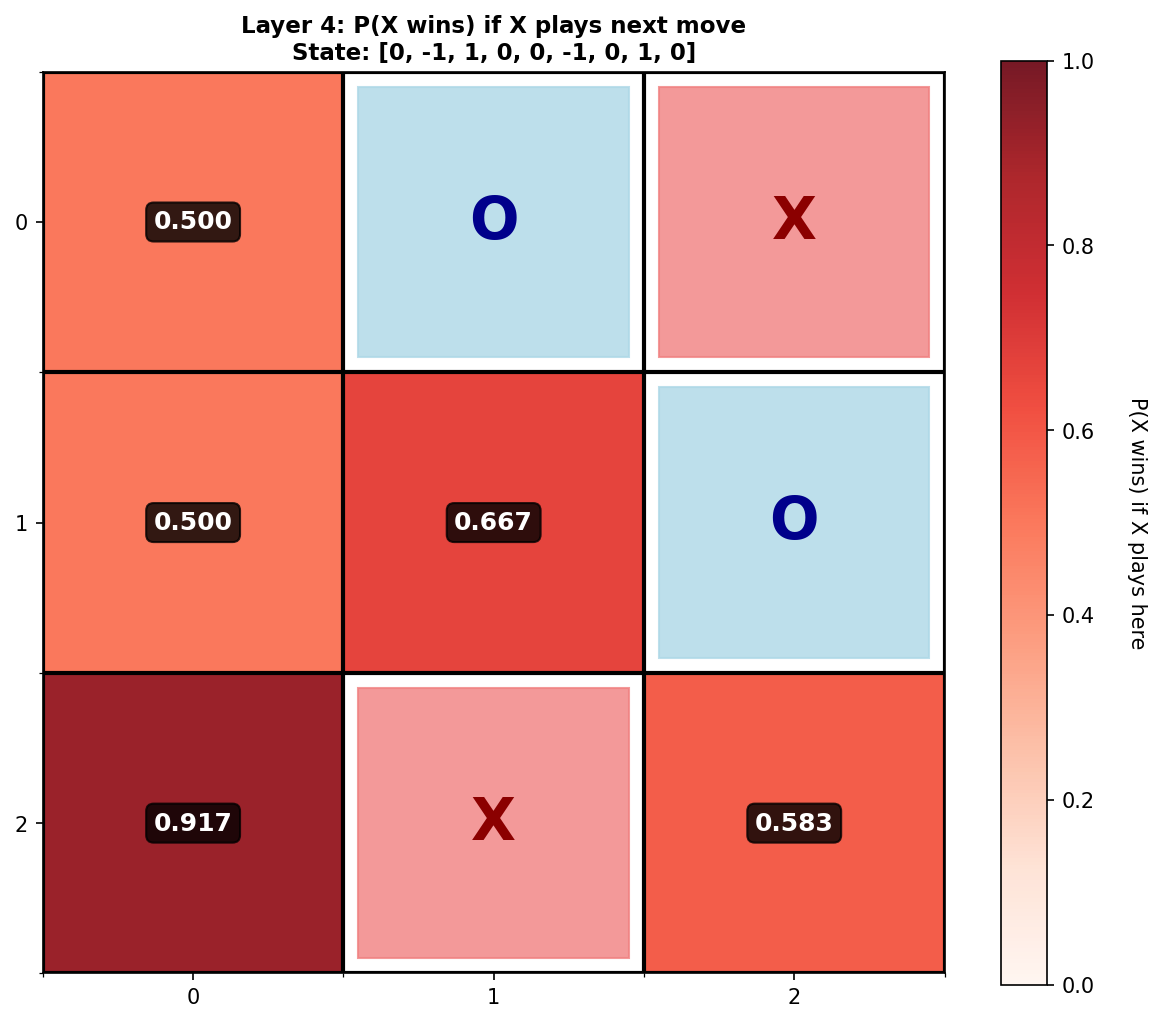 Layer 4: P(X wins) if X plays next move
State: [0, -1, 1, 0, 0, -1, 0, 1, 0]
1.0
0 0.500 O X
0.8
0.6
1 0.500 0.667 O
P(X wins) if X plays here
0.4
2 0.917 X 0.583
0.2
0.0
0 1 2